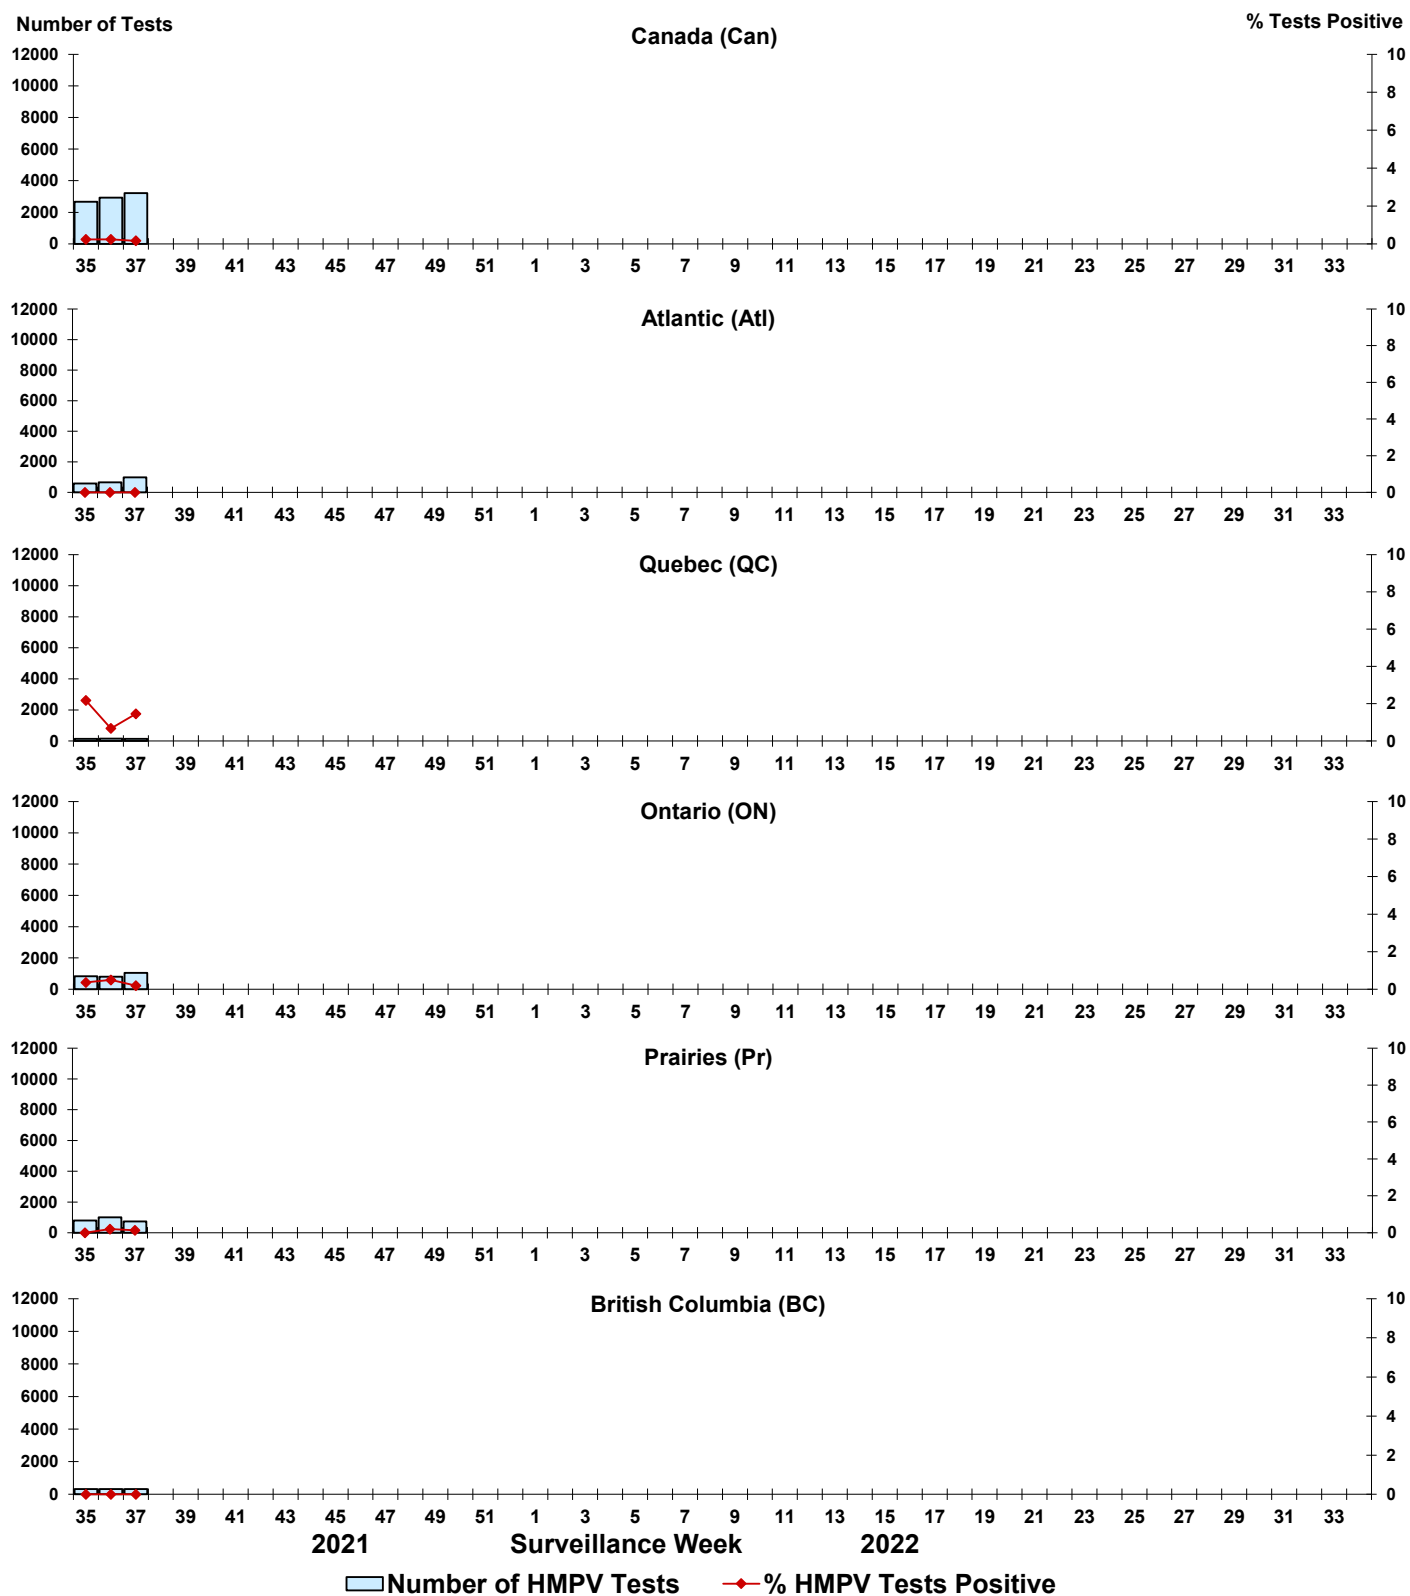 Number of Tests
% Tests Positive
Canada (Can)
12000 10
10000 8
8000
6000 6
4000 4
2000 2
0 0
35 37 39 41 43 45 47 49 51 1 3 5 7 9 11 13 15 17 19 21 23 25 27 29 31 33
Atlantic (Atl)
12000 10
10000 8
8000
6000 6
4000 4
2000 2
0 0
35 37 39 41 43 45 47 49 51 1 3 5 7 9 11 13 15 17 19 21 23 25 27 29 31 33
Quebec (QC)
12000 10
10000 8
8000
6000 6
4000 4
2000 2
0 0
35 37 39 41 43 45 47 49 51 1 3 5 7 9 11 13 15 17 19 21 23 25 27 29 31 33
Ontario (ON)
12000 10
10000 8
8000
6000 6
4000 4
2000 2
0 0
35 37 39 41 43 45 47 49 51 1 3 5 7 9 11 13 15 17 19 21 23 25 27 29 31 33
Prairies (Pr)
12000 10
10000 8
8000
6000 6
4000 4
2000 2
0 0
35 37 39 41 43 45 47 49 51 1 3 5 7 9 11 13 15 17 19 21 23 25 27 29 31 33
British Columbia (BC)
12000 10
10000 8
8000
6000 6
4000 4
2000 2
0 0
35 37 39 41 43 45 47 49 51 1 3 5 7 9 11 13 15 17 19 21 23 25 27 29 31 33
2021 Surveillance Week 2022
Number of HMPV Tests % HMPV Tests Positive